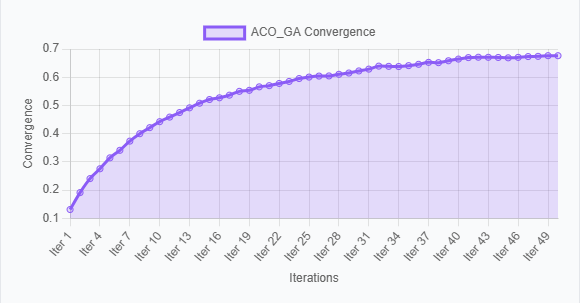 ACO_GA Convergence
0.7
0.6
0.5
0.4
0.3
0.2
0.1
Convergence
Iter 1
Iter 4
Iter 7
Iter 10
Iter 13
Iter 16
Iter 19
Iter 22
Iter 25
Iter 28
Iter 31
Iter 34
Iter 37
Iter 40
Iter 43
Iter 46
Iter 49
Iterations